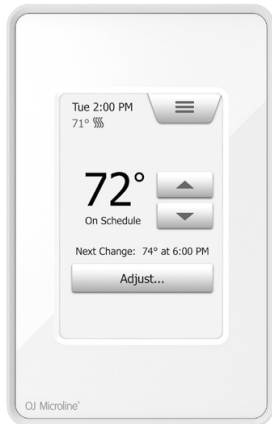 Tue 2:00 PM
71°
72°
On Schedule
Next Change: 74° at 6:00 PM
Adjust...
OJ Microline®